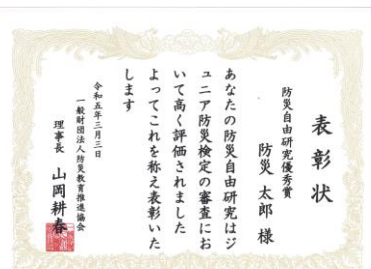 表彰状
防災自由研究優秀賞
防災 太郎 様
あなたの防災自由研究はジ
ュニア防災検定の審査にお
いて高く評価されました
よってこれを称え表彰いた
します
令和五年三月三日
一般財団法人防災教育推進協会
理事長 山岡耕春